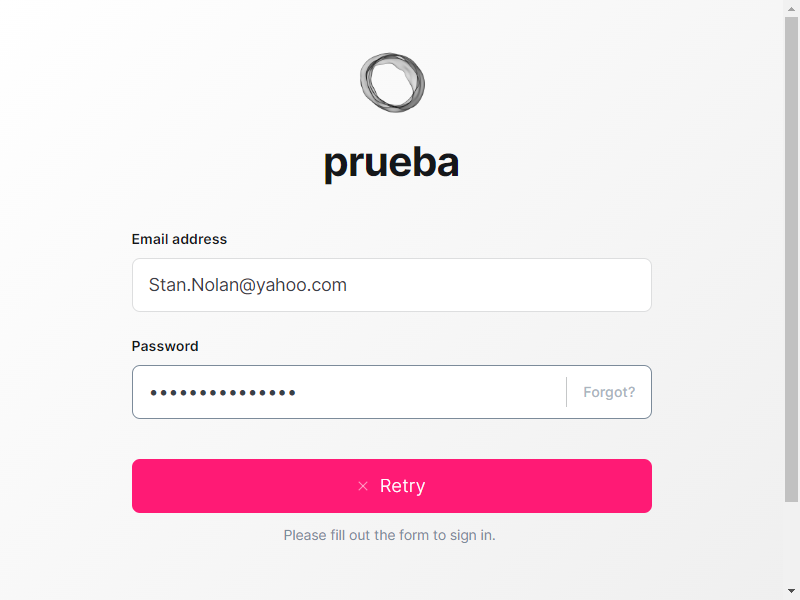 prueba
Email address
Stan.Nolan@yahoo.com
Password
•••••••••••••••
Forgot?
Retry
Please fill out the form to sign in.